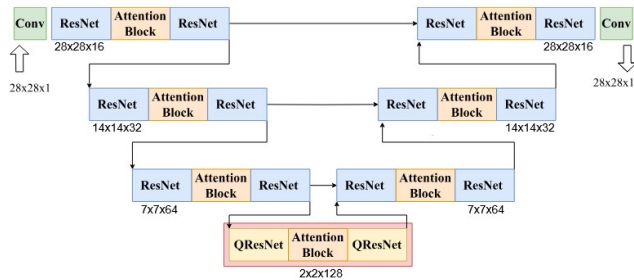 Conv ResNet Attention Block ResNet ResNet Attention Block ResNet Conv
28x28x16 28x28x16
28x28x1 28x28x1
ResNet Attention Block ResNet ResNet Attention Block ResNet
14x14x32 14x14x32
ResNet Attention Block ResNet ResNet Attention Block ResNet
7x7x64 7x7x64
QResNet Attention Block QResNet
2x2x128